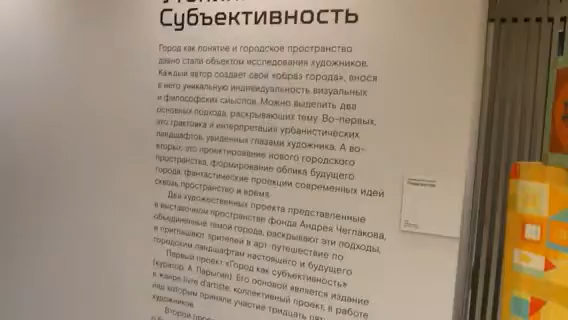 Субъективность
Город как понятие и городское пространство
давно стали объектом исследования художников.
Каждый автор создает свой «образ города», внося
в него уникальную индивидуальность визуальных
и философских смыслов. Можно выделить два
основных подхода, раскрывающих тему. Во-первых,
это трактовка и интерпретация урбанистических
ландшафтов, увиденных глазами художника. А во-
вторых, это проектирование нового городского
пространства, формирование облика будущего
города, фантастические проекции современных идей
сквозь пространство и время.
Два художественных проекта представленные
в выставочном пространстве фонда Андрея Чеглакова,
объединенные темой города, раскрывают эти подходы,
и приглашают зрителей в арт-путешествие по
городским ландшафтам настоящего и будущего
Первый проект «Город как субъективность»
(куратор А. Парыгин). Его основой является издание
в жанре livre d'artiste, коллективный проект, в работе
над которым приняли участие тридцать
художников.
Второе